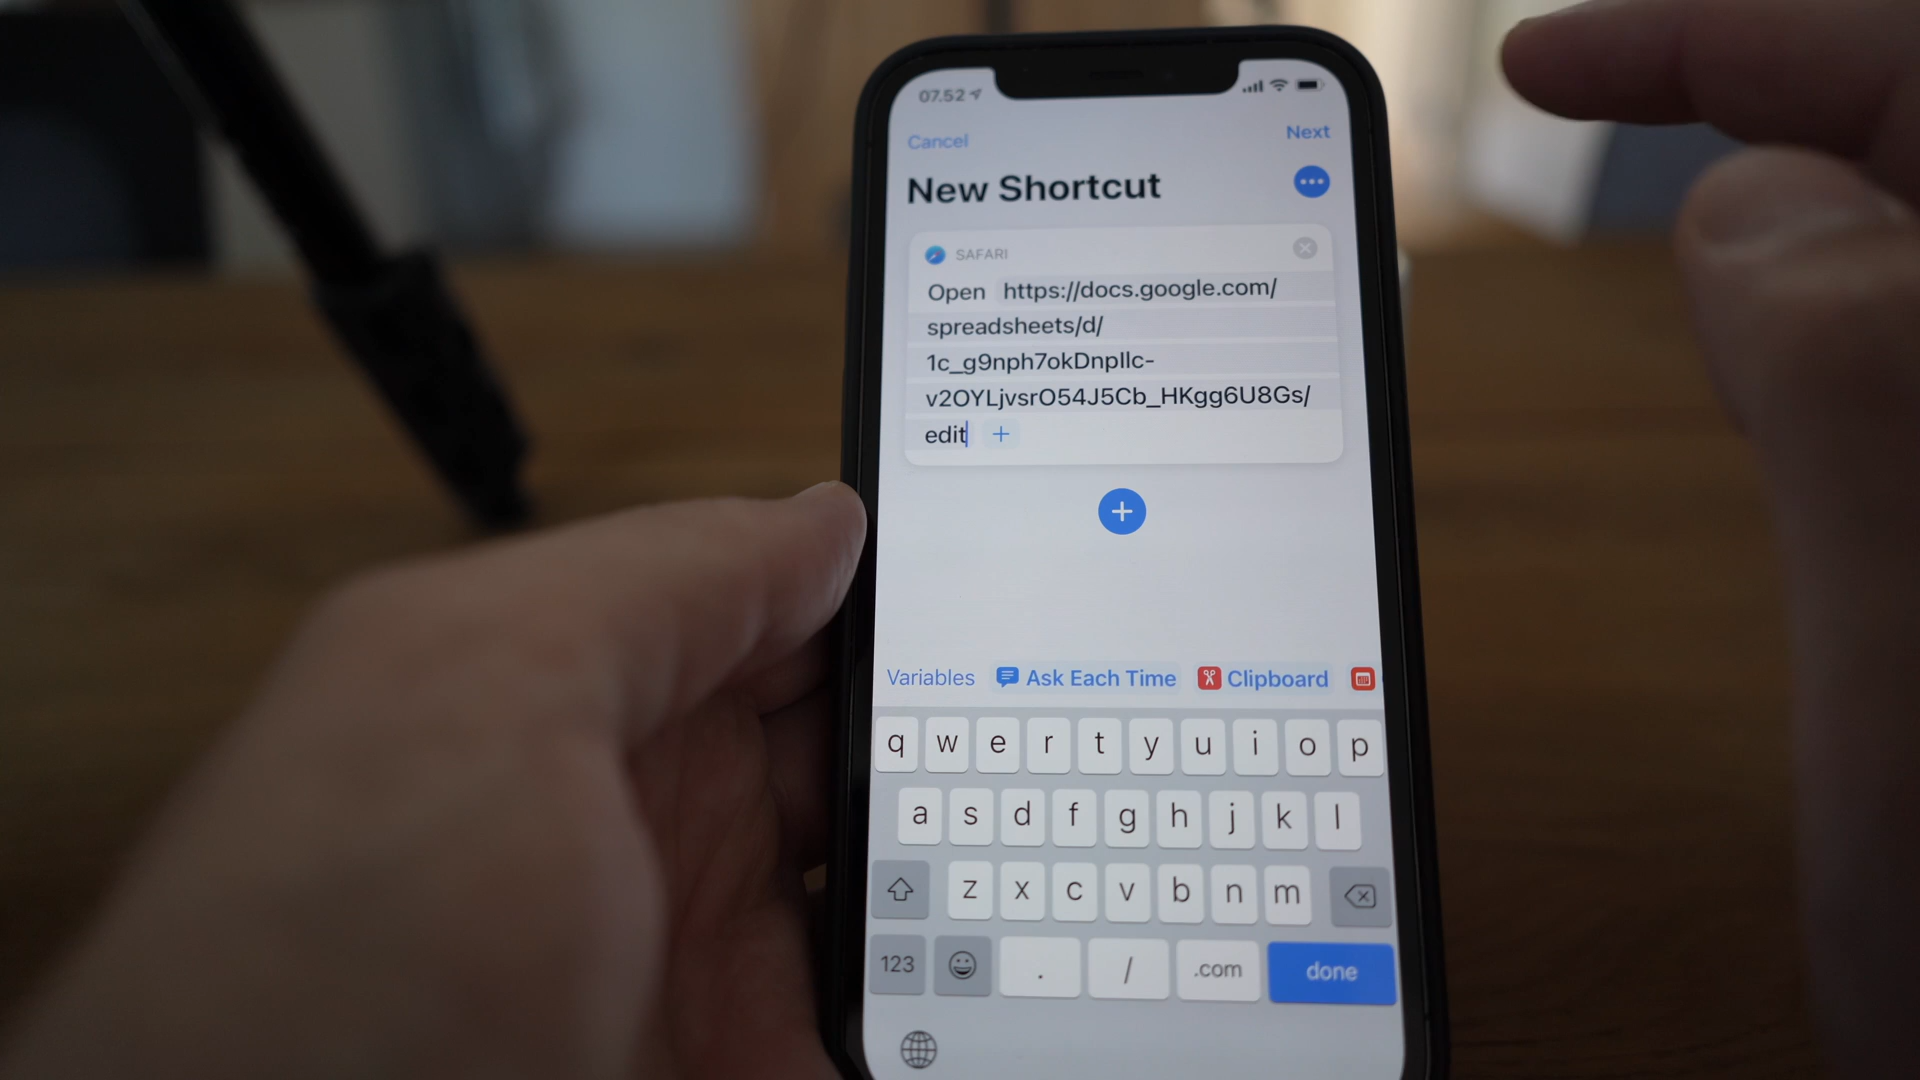 07.52
Cancel
Next
New Shortcut
SAFARI
Open https://docs.google.com/
spreadsheets/d/
1c_g9nph7okDnpllc-
v2OYLjvsrO54J5Cb_HKgg6U8Gs/
edit +
+
Variables Ask Each Time Clipboard
q w e r t y u i o p
a s d f g h j k l
z x c v b n m
123 . / .com done